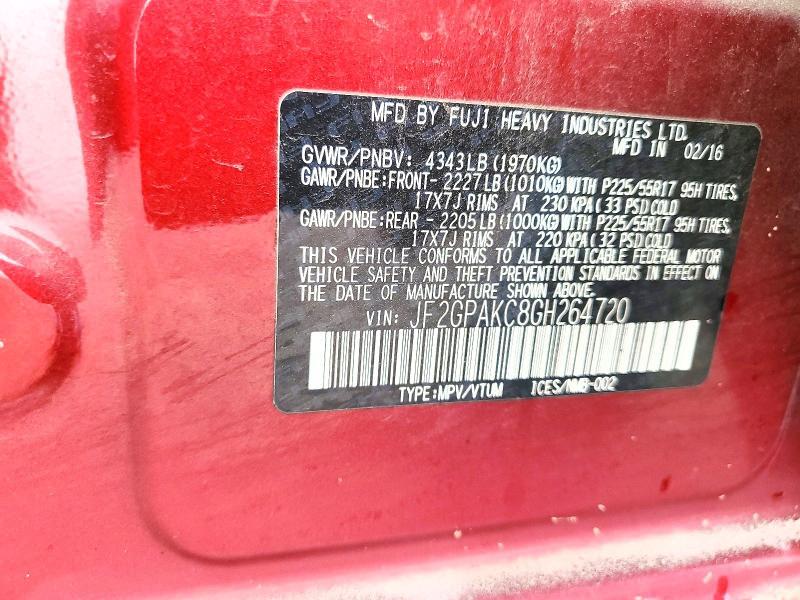 MFD BY FUJI HEAVY INDUSTRIES LTD.
MFD IN 02/16
GVWR/PNBV: 4343LB(1970KG)
GAWR/PNBE:FRONT- 2227LB(1010KG)WITH P225/55R17 95H TIRES,
17X7J RIMS AT 230 KPA(33 PSI)COLD
GAWR/PNBE:REAR - 2205LB(1000KG)WITH P225/55R17 95H TIRES,
17X7J RIMS AT 220 KPA(32 PSI)COLD
THIS VEHICLE CONFORMS TO ALL APPLICABLE FEDERAL MOTOR
VEHICLE SAFETY AND THEFT PREVENTION STANDARDS IN EFFECT ON
THE DATE OF MANUFACTURE SHOWN ABOVE.
VIN: JF2GPAKC8GH264720
TYPE:MPV/VTUM ICES/NMB-002